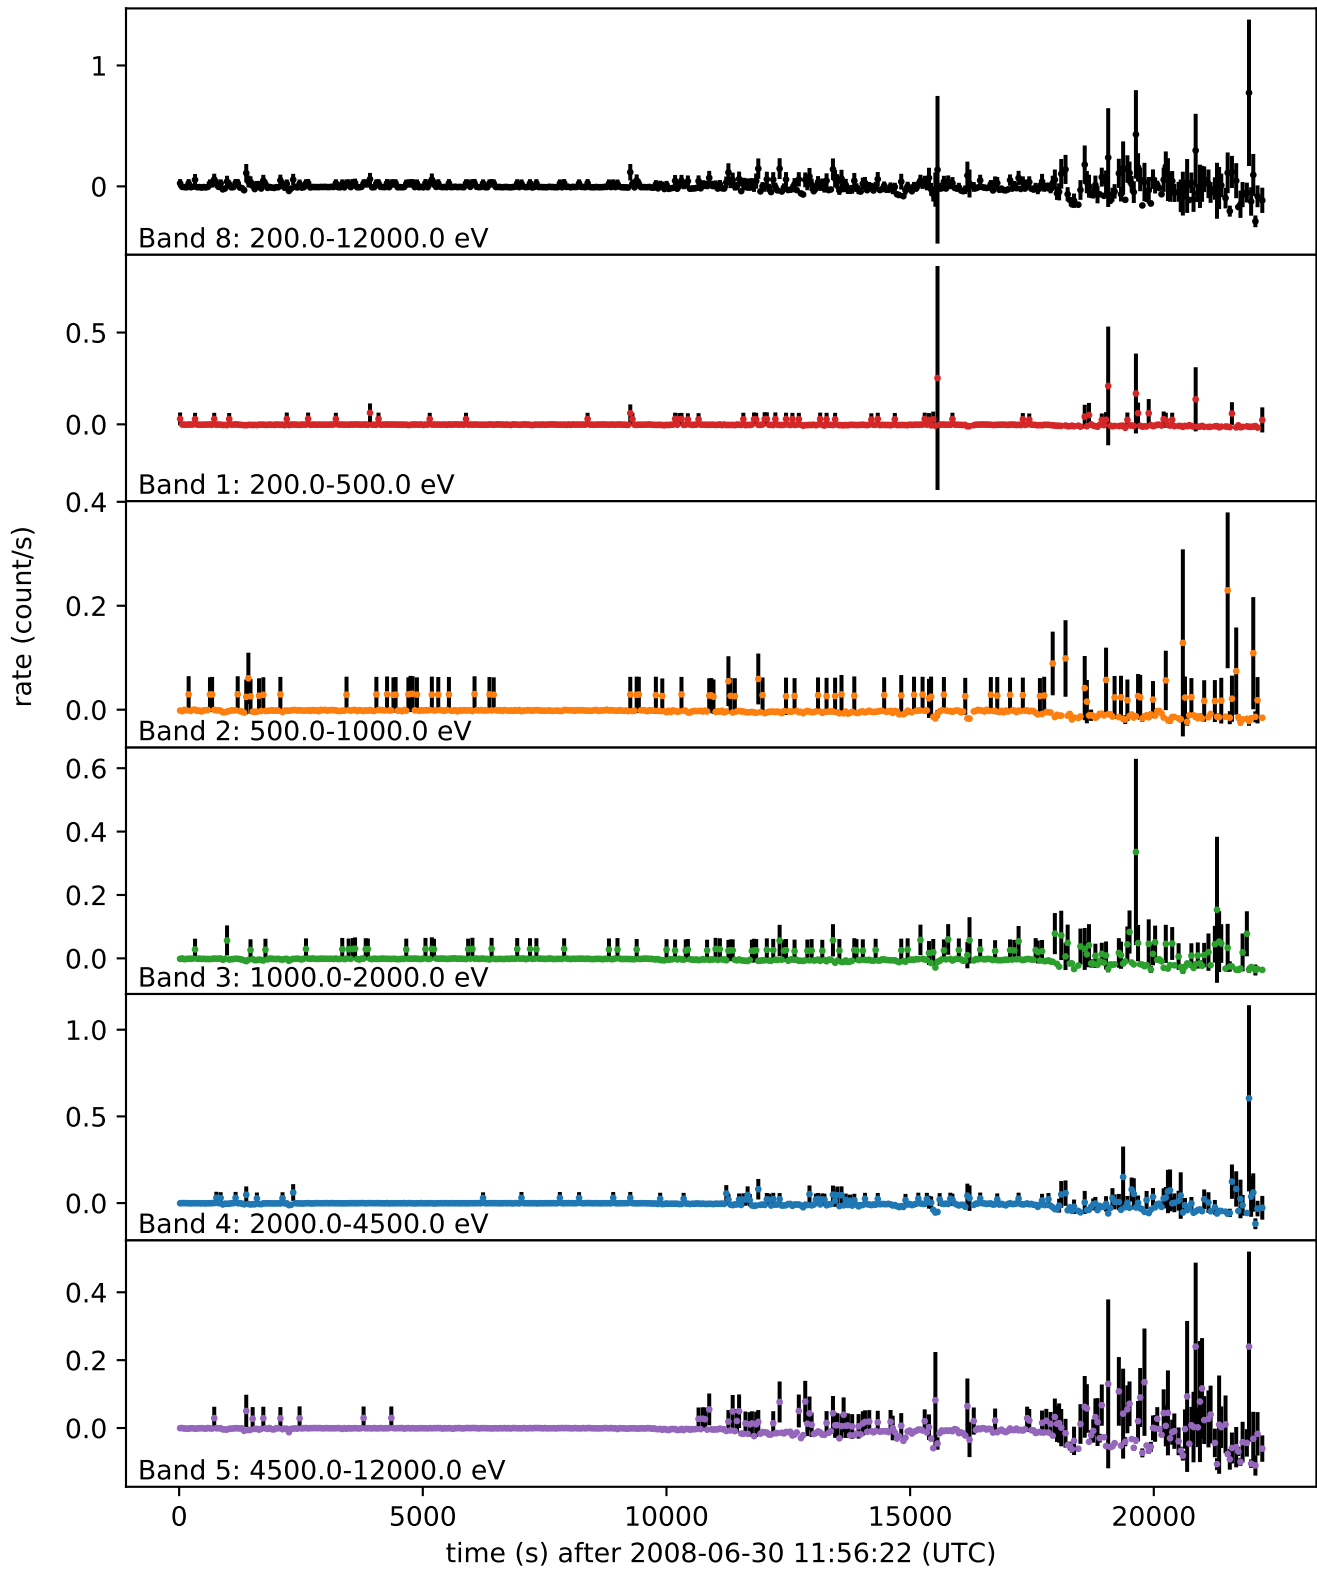 1
0
Band 8: 200.0-12000.0 eV
0.5
0.0
Band 1: 200.0-500.0 eV
rate (count/s)
0.4
0.2
0.0
Band 2: 500.0-1000.0 eV
0.6
0.4
0.2
0.0
Band 3: 1000.0-2000.0 eV
1.0
0.5
0.0
Band 4: 2000.0-4500.0 eV
0.4
0.2
0.0
Band 5: 4500.0-12000.0 eV
0 5000 10000 15000 20000
time (s) after 2008-06-30 11:56:22 (UTC)